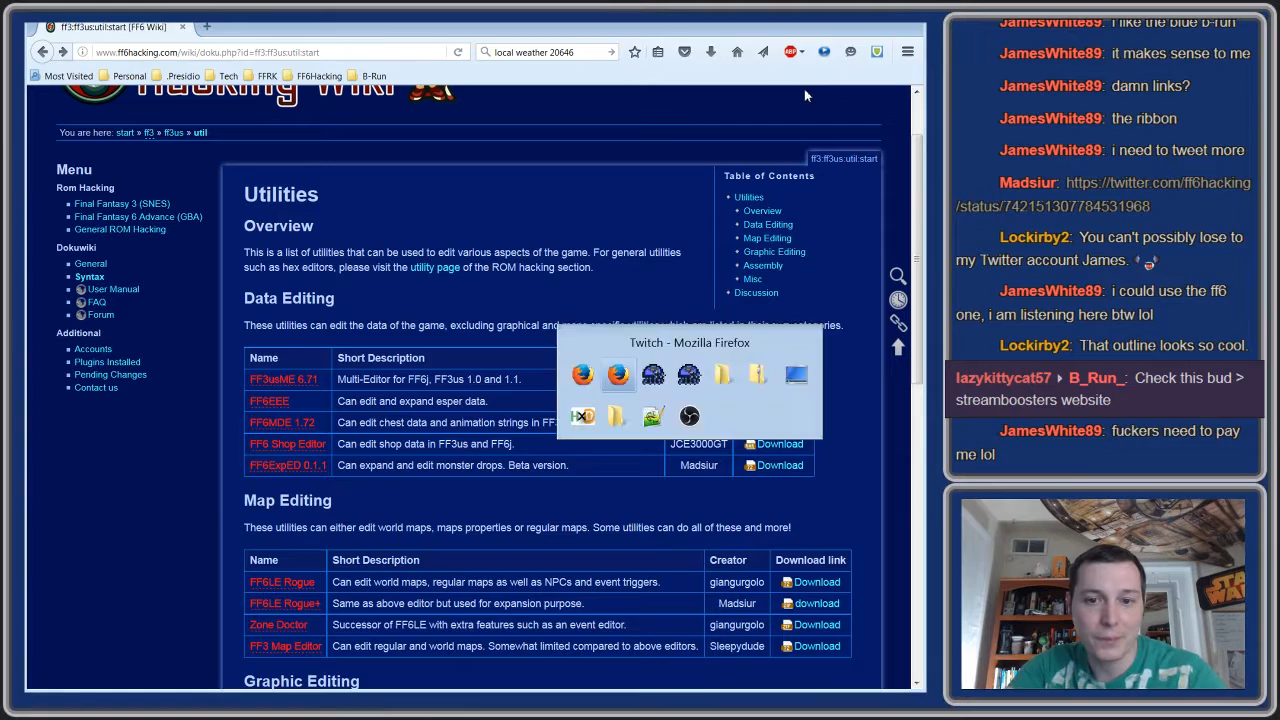 ff3:ff3us:util:start [FF6 Wiki]
www.ff6hacking.com/wiki/doku.php?id=ff3:ff3us:util:start
local weather 20646
ABP
Most Visited
Personal
.Presidio
Tech
FFRK
FF6Hacking
B-Run
Hacking Wiki
You are here: start » ff3 » ff3us » util
ff3:ff3us:util:start
Menu
Rom Hacking
Final Fantasy 3 (SNES)
Final Fantasy 6 Advance (GBA)
General ROM Hacking
Dokuwiki
General
Syntax
User Manual
FAQ
Forum
Additional
Accounts
Plugins Installed
Pending Changes
Contact us
Utilities
Overview
This is a list of utilities that can be used to edit various aspects of the game. For general utilities
such as hex editors, please visit the utility page of the ROM hacking section.
Table of Contents
Utilities
Overview
Data Editing
Map Editing
Graphic Editing
Assembly
Misc
Discussion
Data Editing
These utilities can edit the data of the game, excluding graphical and
Name Short Description
FF3usME 6.71 Multi-Editor for FF6j, FF3us 1.0 and 1.1.
FF6EEE Can edit and expand esper data.
FF6MDE 1.72 Can edit chest data and animation strings in FF3
FF6 Shop Editor Can edit shop data in FF3us and FF6j. JCE3000GT Download
FF6ExpED 0.1.1 Can expand and edit monster drops. Beta version. Madsiur Download
Twitch - Mozilla Firefox
HXD
Map Editing
These utilities can either edit world maps, maps properties or regular maps. Some utilities can do all of these and more!
Name Short Description Creator Download link
FF6LE Rogue Can edit world maps, regular maps as well as NPCs and event triggers. giangurgolo Download
FF6LE Rogue+ Same as above editor but used for expansion purpose. Madsiur download
Zone Doctor Successor of FF6LE with extra features such as an event editor. giangurgolo Download
FF3 Map Editor Can edit regular and world maps. Somewhat limited compared to above editors. Sleepydude Download
Graphic Editing
JamesWhite89: i like the blue b-run
JamesWhite89: it makes sense to me
JamesWhite89: damn links?
JamesWhite89: the ribbon
JamesWhite89: i need to tweet more
Madsiur: https://twitter.com/ff6hacking
/status/742151307784531968
Lockirby2: You can't possibly lose to
my Twitter account James.
JamesWhite89: i could use the ff6
one, i am listening here btw lol
Lockirby2: That outline looks so cool.
lazykittycat57 ▸ B_Run_: Check this bud >
streamboosters website
JamesWhite89: fuckers need to pay
me lol
STAR
WARS